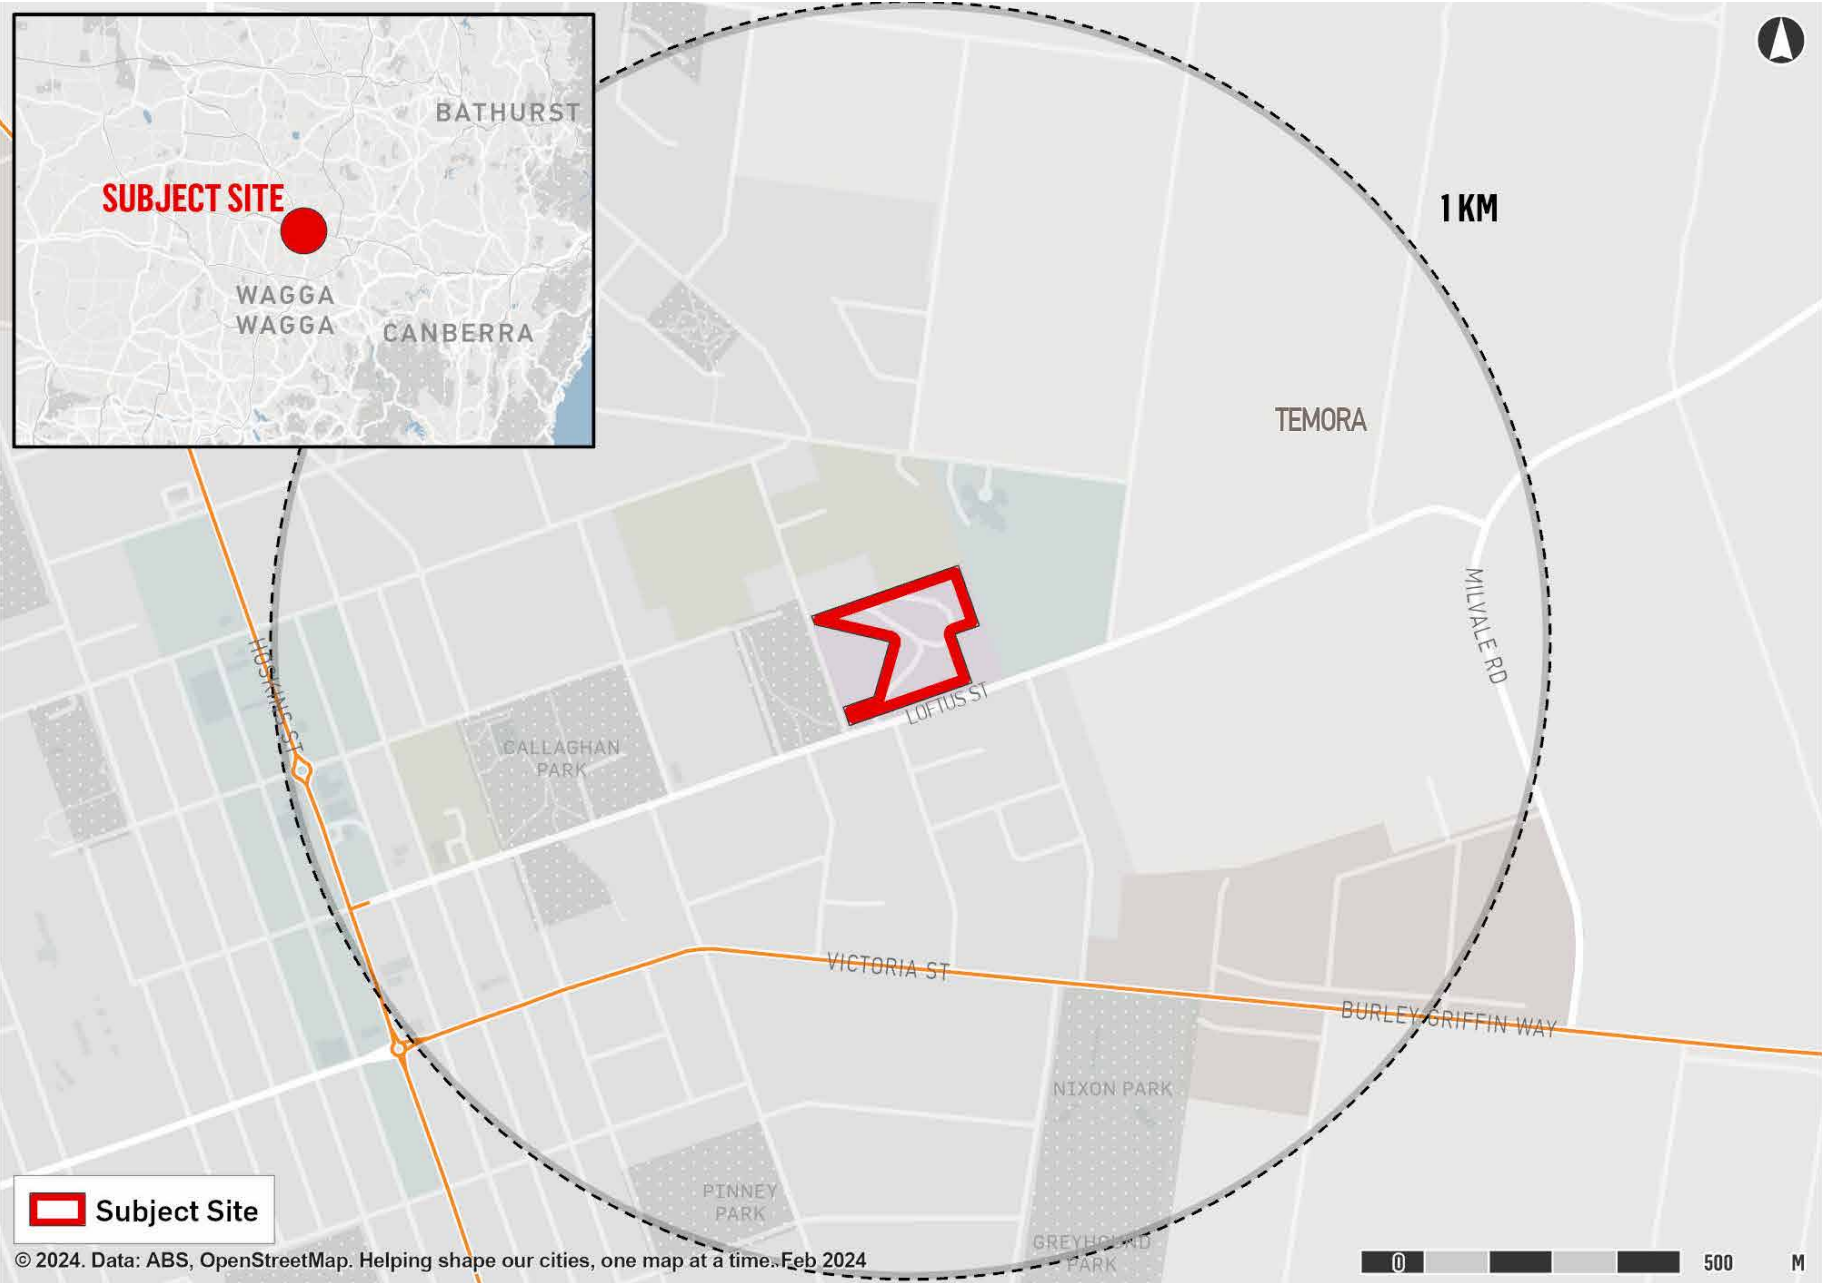 BATHURST
SUBJECT SITE
WAGGA
WAGGA
CANBERRA
1 KM
TEMORA
MILVALE RD
HOSKINS ST
LOFTUS ST
CALLAGHAN
PARK
VICTORIA ST
BURLEY GRIFFIN WAY
NIXON PARK
PINNEY
PARK
GREYHOUND
PARK
Subject Site
© 2024. Data: ABS, OpenStreetMap. Helping shape our cities, one map at a time. Feb 2024
0 500 M